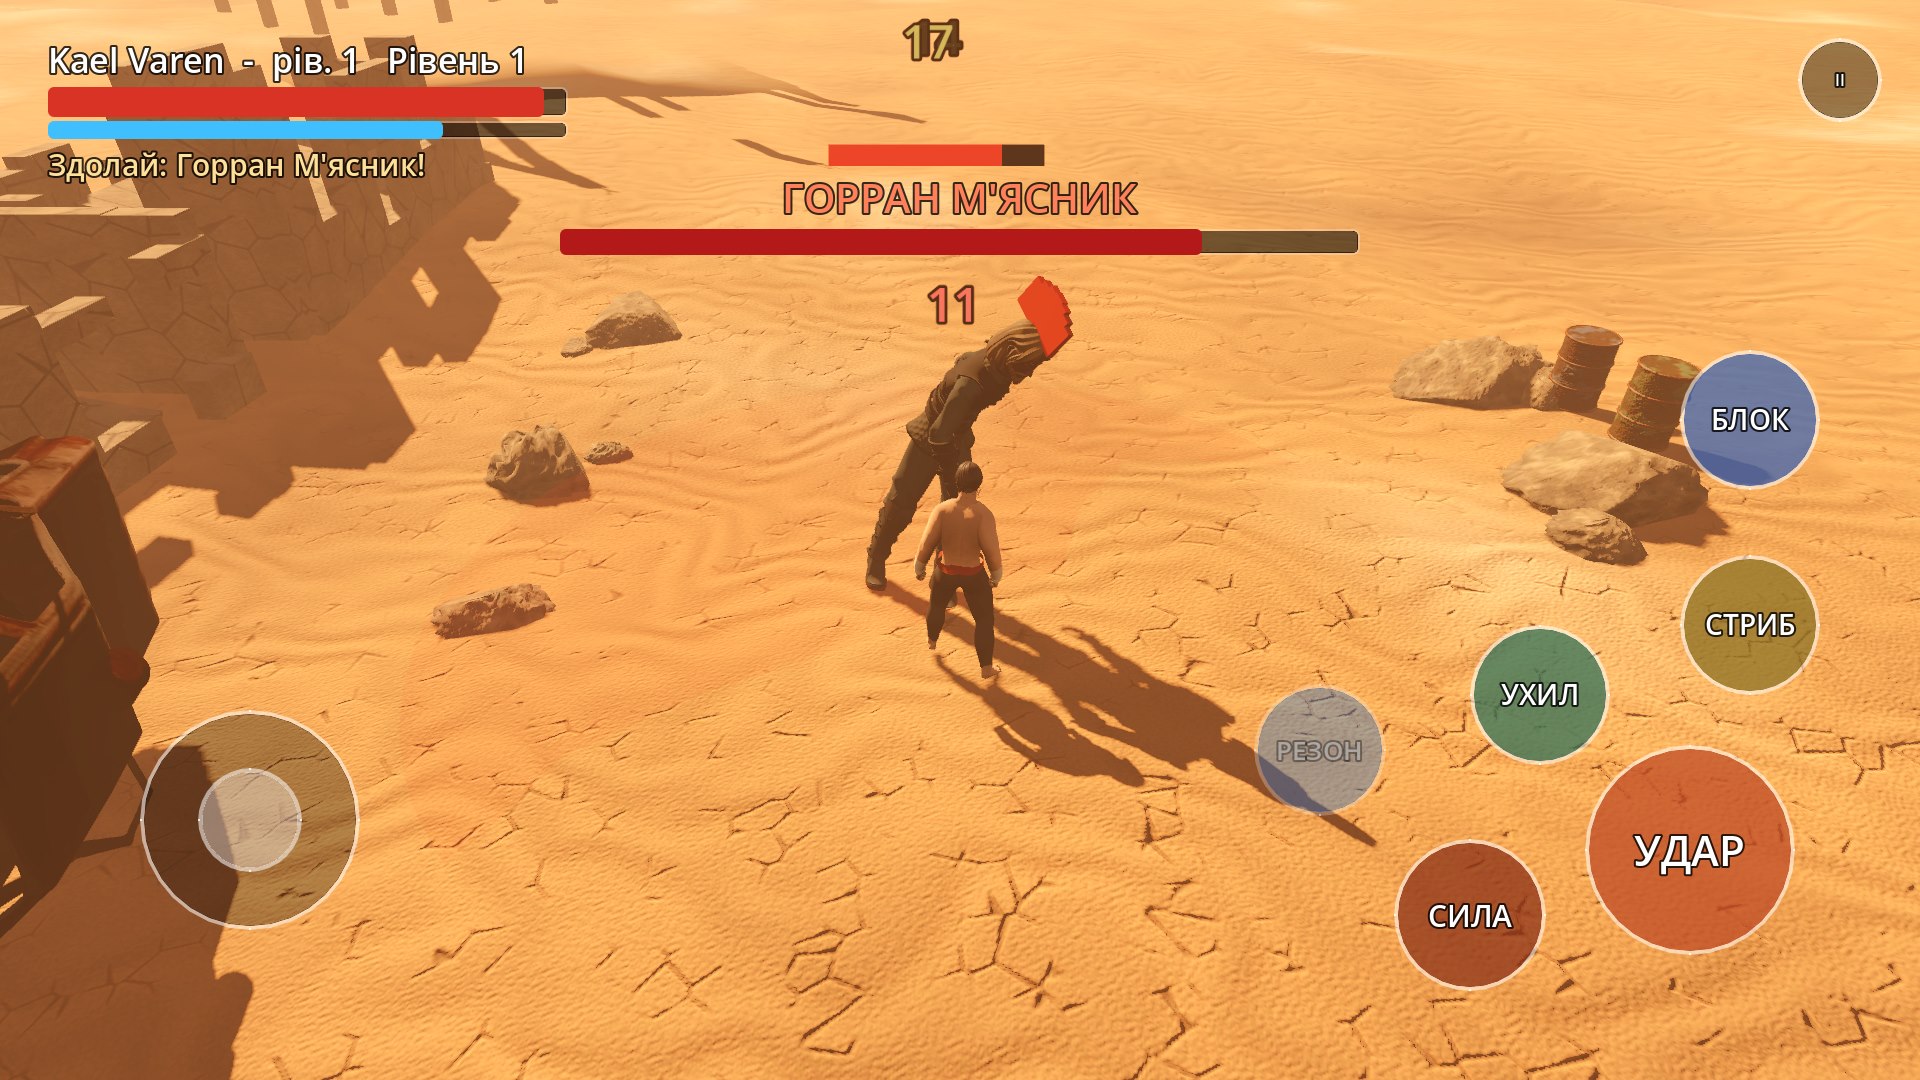 17
Kael Varen - рів. 1 Рівень 1
II
Здолай: Горран М'ясник!
ГОРРАН М'ЯСНИК
11
БЛОК
СТРИБ
УХИЛ
РЕЗОН
УДАР
СИЛА